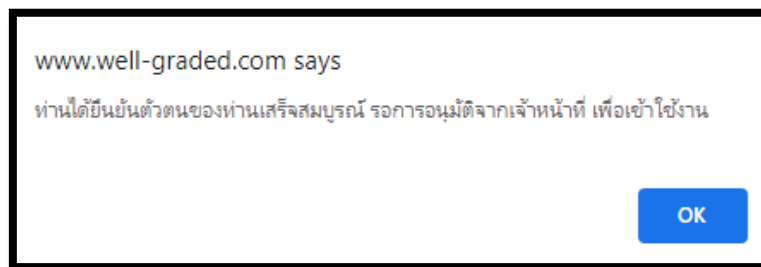 www.well-graded.com says
ท่านได้ยืนยันตัวตนของท่านเสร็จสมบูรณ์ รอการอนุมัติจากเจ้าหน้าที่ เพื่อเข้าใช้งาน
OK